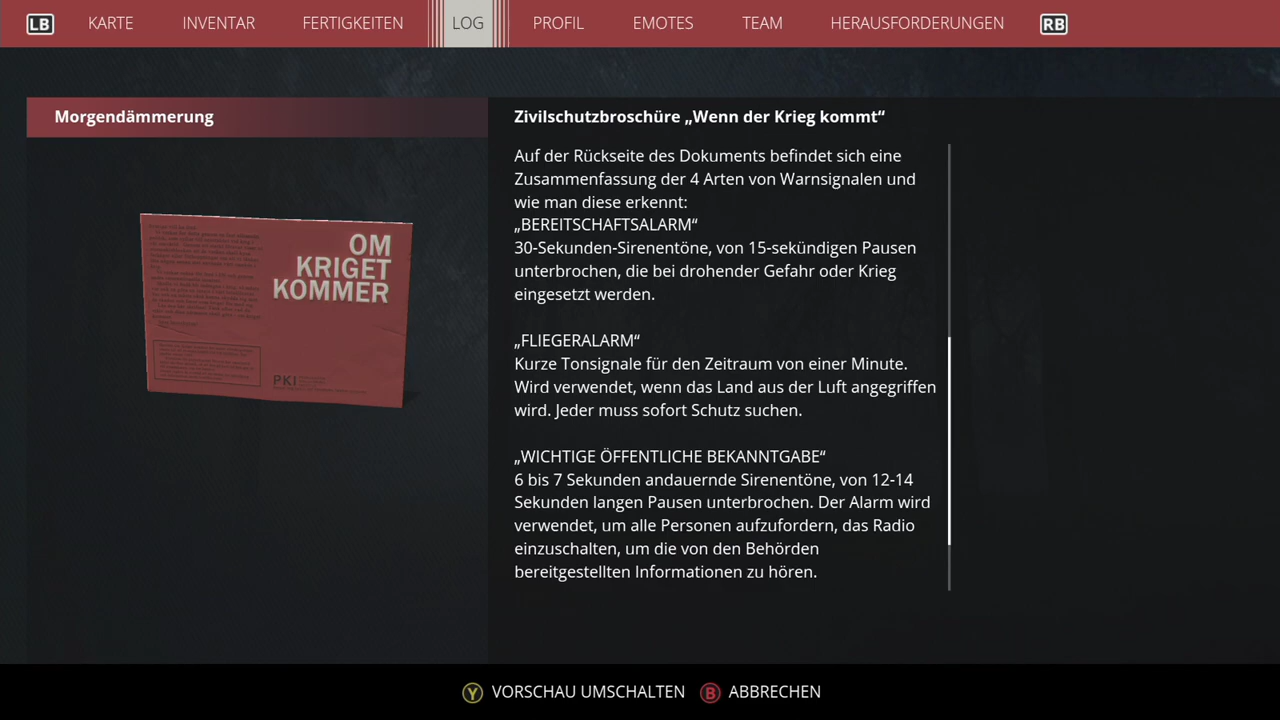 LB KARTE INVENTAR FERTIGKEITEN LOG PROFIL EMOTES TEAM HERAUSFORDERUNGEN RB
Morgendämmerung
OM
KRIGET
KOMMER
PKI
Zivilschutzbroschüre „Wenn der Krieg kommt“
Auf der Rückseite des Dokuments befindet sich eine
Zusammenfassung der 4 Arten von Warnsignalen und
wie man diese erkennt:
„BEREITSCHAFTSALARM“
30-Sekunden-Sirenentöne, von 15-sekündigen Pausen
unterbrochen, die bei drohender Gefahr oder Krieg
eingesetzt werden.
„FLIEGERALARM“
Kurze Tonsignale für den Zeitraum von einer Minute.
Wird verwendet, wenn das Land aus der Luft angegriffen
wird. Jeder muss sofort Schutz suchen.
„WICHTIGE ÖFFENTLICHE BEKANNTGABE“
6 bis 7 Sekunden andauernde Sirenentöne, von 12-14
Sekunden langen Pausen unterbrochen. Der Alarm wird
verwendet, um alle Personen aufzufordern, das Radio
einzuschalten, um die von den Behörden
bereitgestellten Informationen zu hören.
Y VORSCHAU UMSCHALTEN B ABBRECHEN